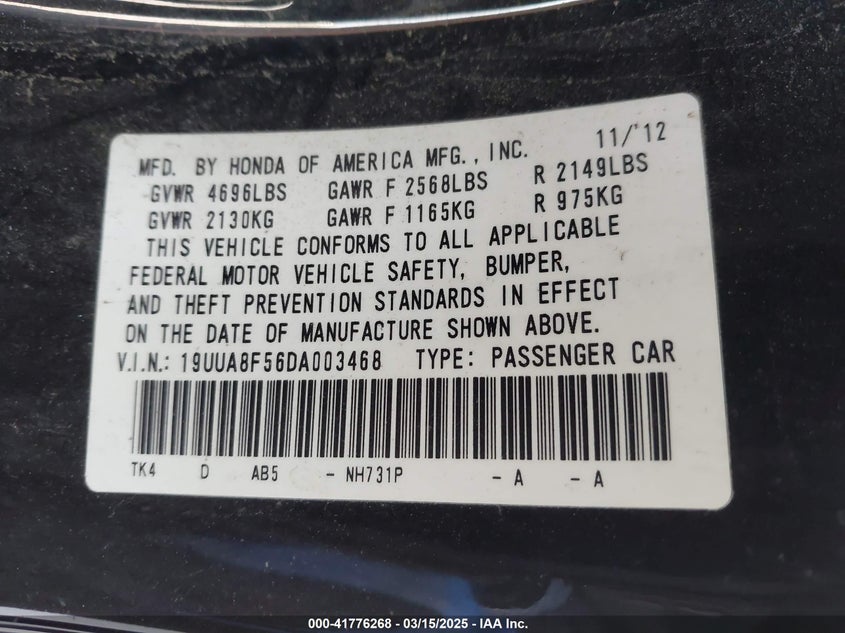 MFD. BY HONDA OF AMERICA MFG., INC. 11/'12
GVWR 4696LBS GAWR F 2568LBS R 2149LBS
GVWR 2130KG GAWR F 1165KG R 975KG
THIS VEHICLE CONFORMS TO ALL APPLICABLE
FEDERAL MOTOR VEHICLE SAFETY, BUMPER,
AND THEFT PREVENTION STANDARDS IN EFFECT
ON THE DATE OF MANUFACTURE SHOWN ABOVE.
V.I.N.: 19UUA8F56DA003468 TYPE: PASSENGER CAR
TK4 D AB5 - NH731P - A - A
000-41776268 - 03/15/2025 - IAA Inc.